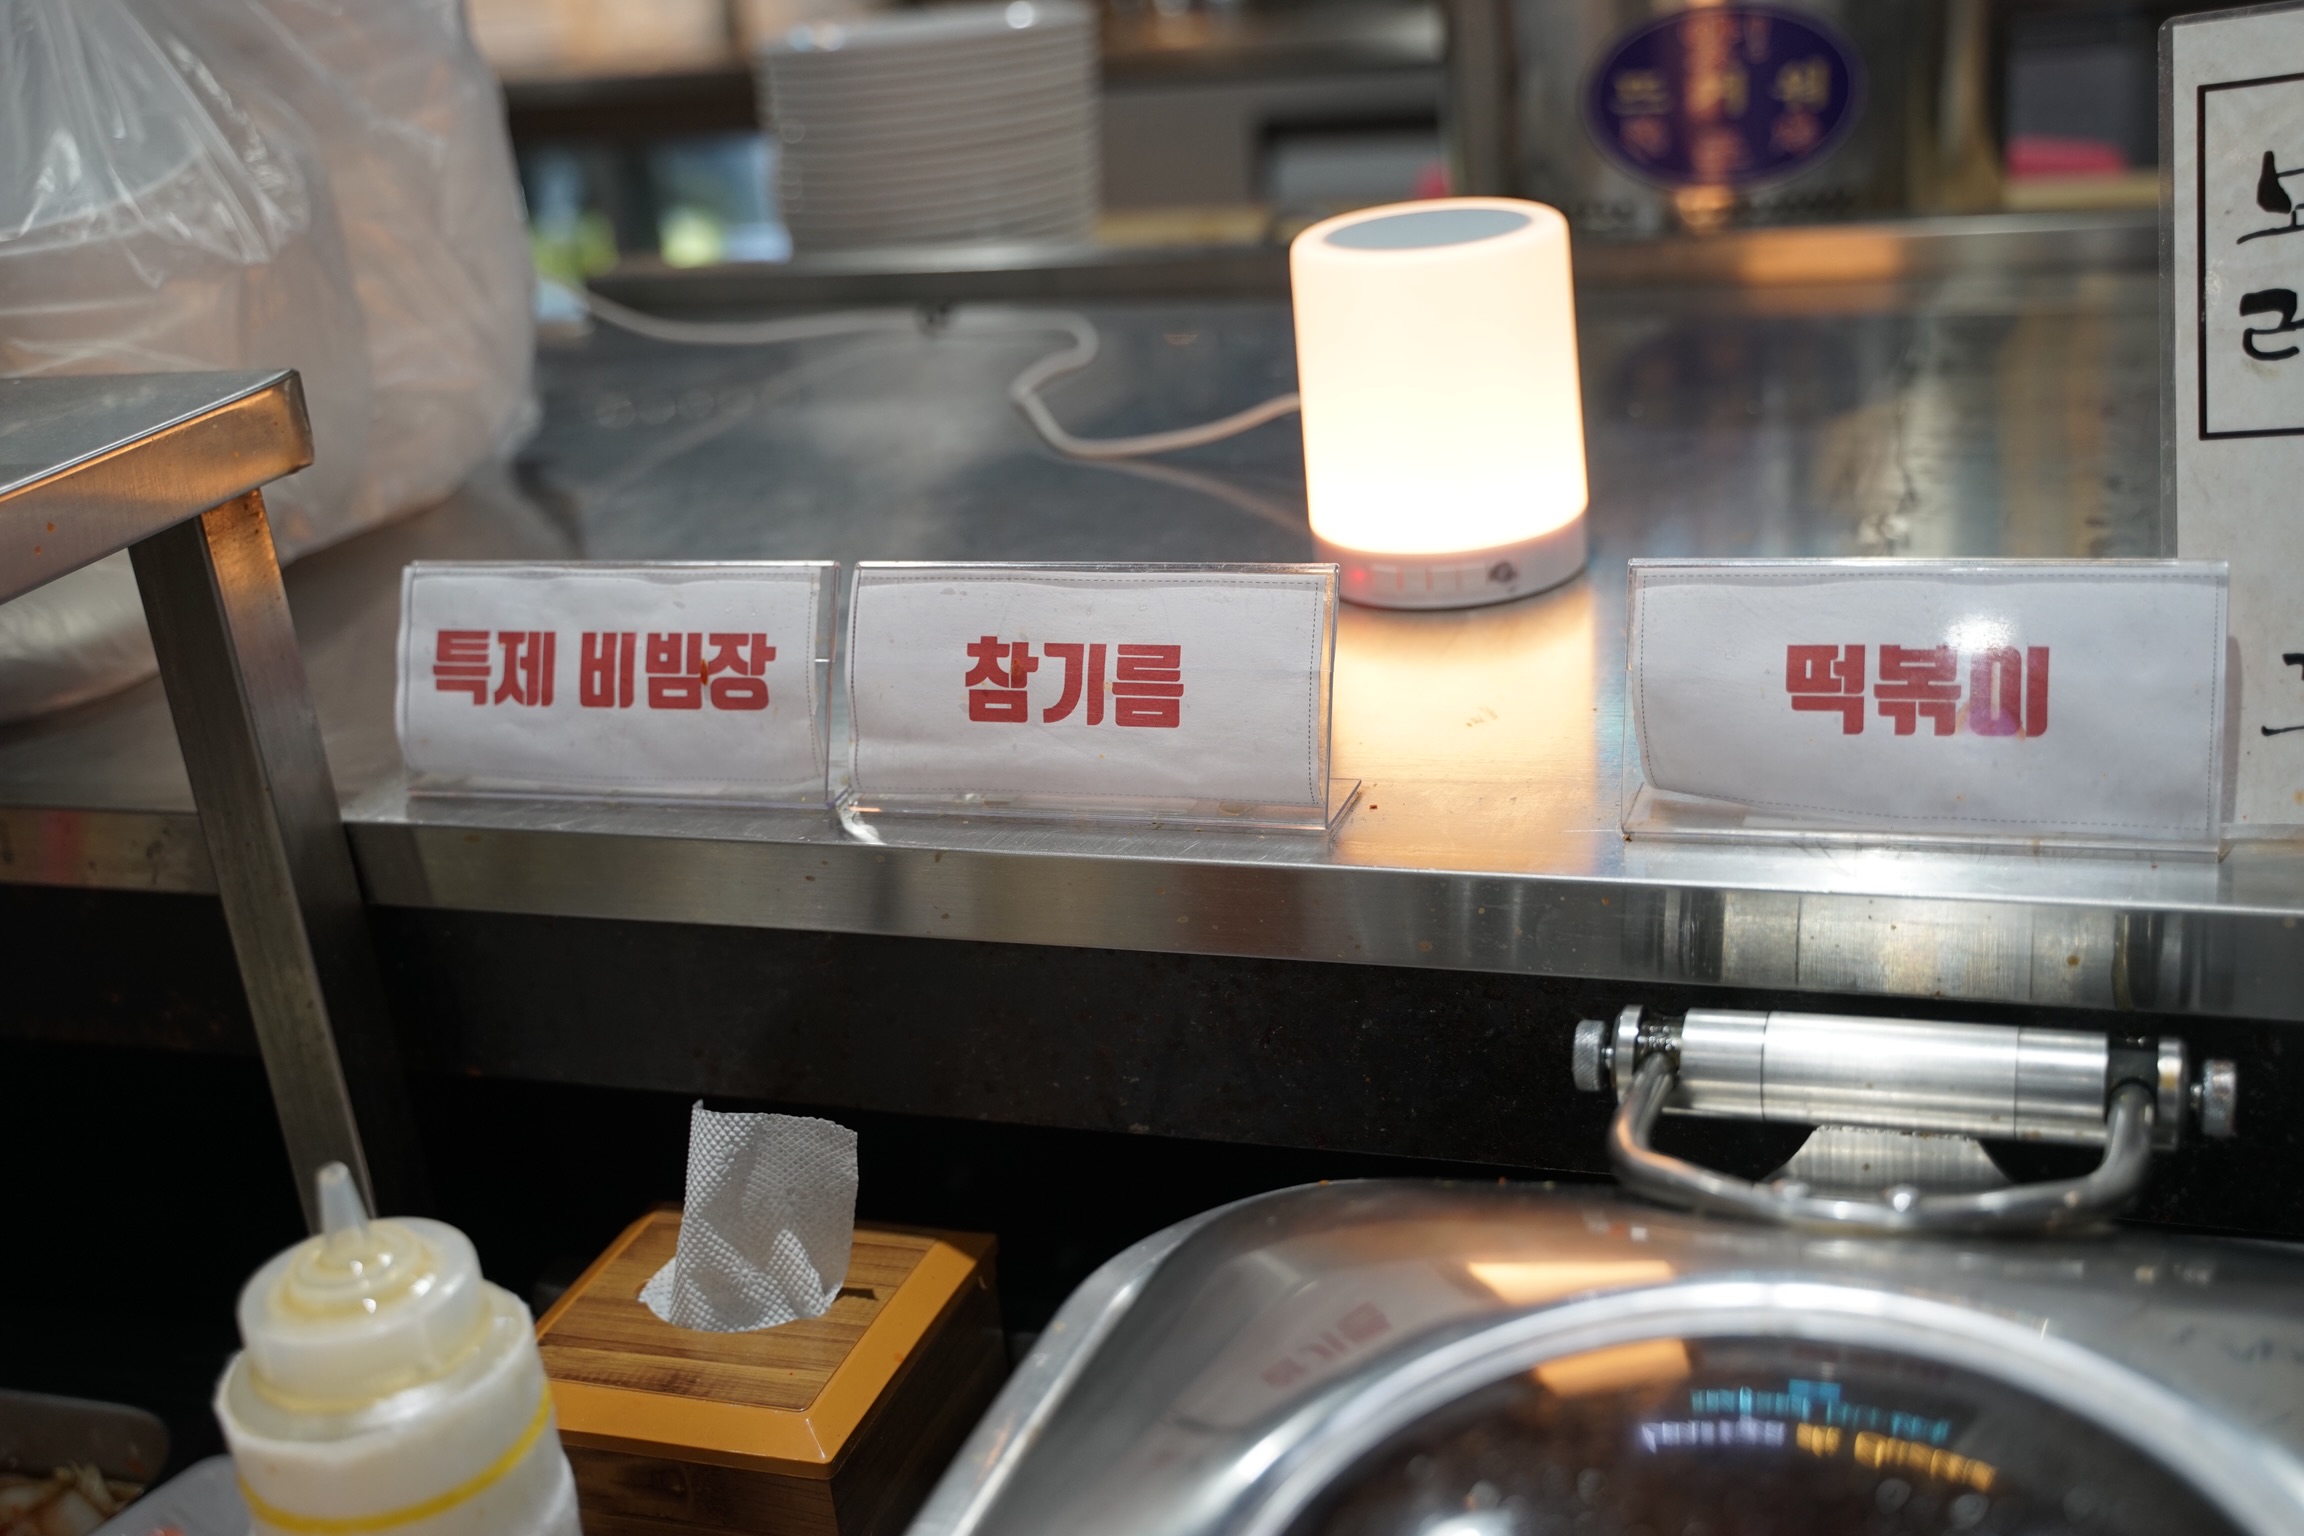 특제 비빔장
참기름
떡볶이